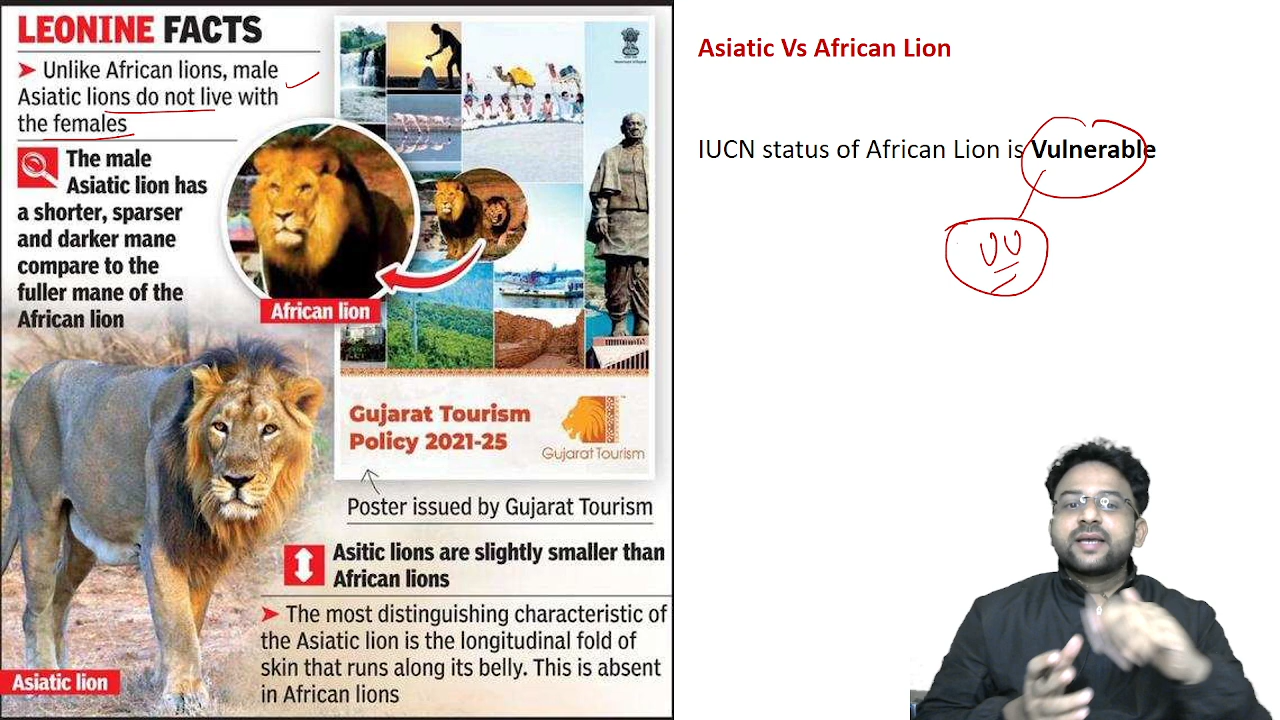 LEONINE FACTS
➤ Unlike African lions, male
Asiatic lions do not live with
the females
The male
Asiatic lion has
a shorter, sparser
and darker mane
compare to the
fuller mane of the
African lion
African lion
Gujarat Tourism
Policy 2021-25
Gujarat Tourism
Poster issued by Gujarat Tourism
Asitic lions are slightly smaller than
African lions
➤ The most distinguishing characteristic of
the Asiatic lion is the longitudinal fold of
skin that runs along its belly. This is absent
in African lions
Asiatic lion
Asiatic Vs African Lion
IUCN status of African Lion is Vulnerable